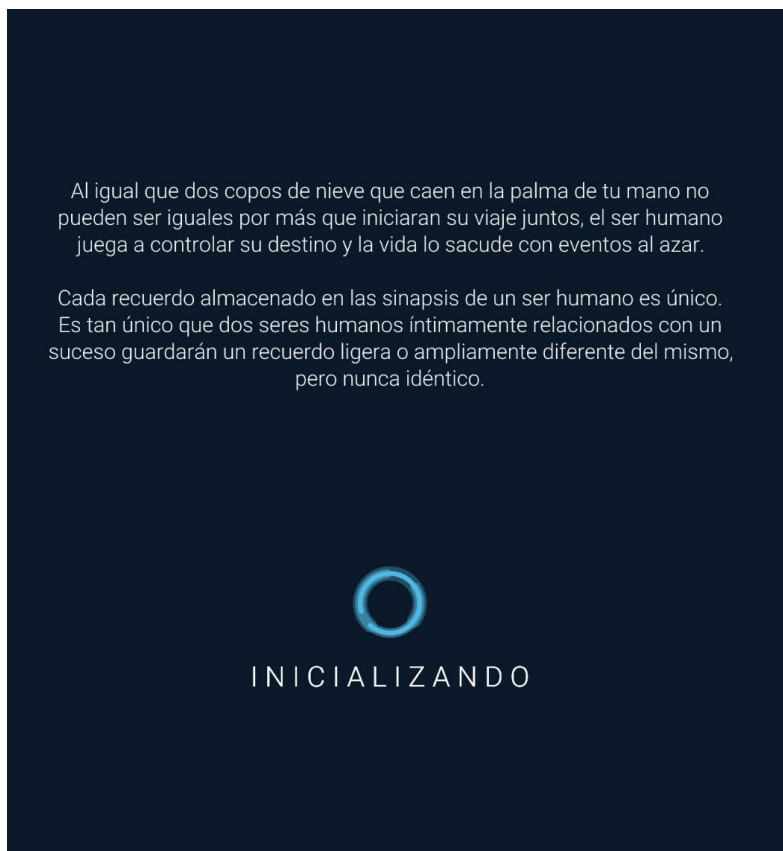 Al igual que dos copos de nieve que caen en la palma de tu mano no
pueden ser iguales por más que iniciaran su viaje juntos, el ser humano
juega a controlar su destino y la vida lo sacude con eventos al azar.
Cada recuerdo almacenado en las sinapsis de un ser humano es único.
Es tan único que dos seres humanos íntimamente relacionados con un
suceso guardarán un recuerdo ligera o ampliamente diferente del mismo,
pero nunca idéntico.
INICIALIZANDO